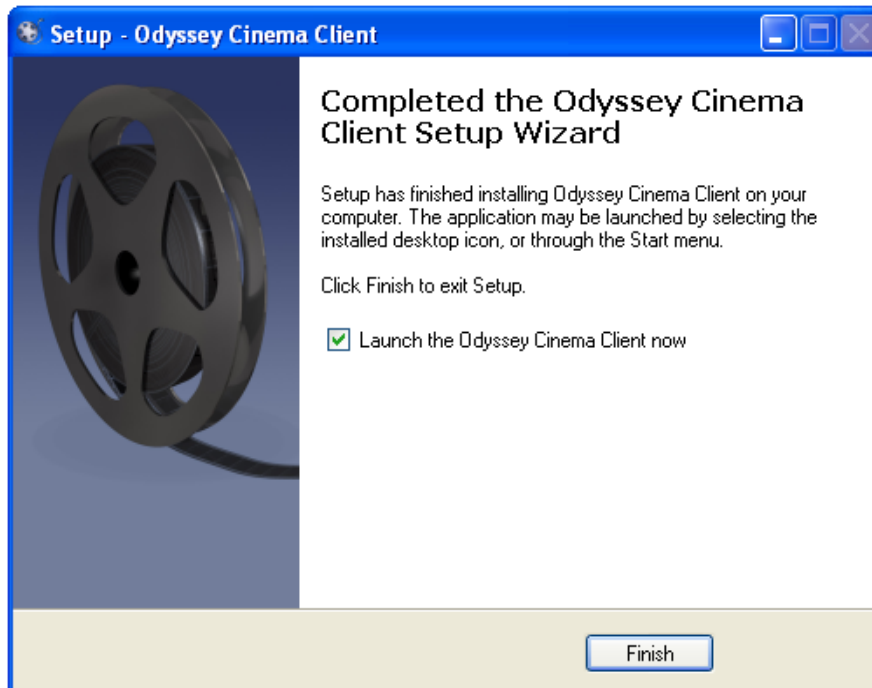 Setup - Odyssey Cinema Client
Completed the Odyssey Cinema
Client Setup Wizard
Setup has finished installing Odyssey Cinema Client on your
computer. The application may be launched by selecting the
installed desktop icon, or through the Start menu.
Click Finish to exit Setup.
Launch the Odyssey Cinema Client now
Finish